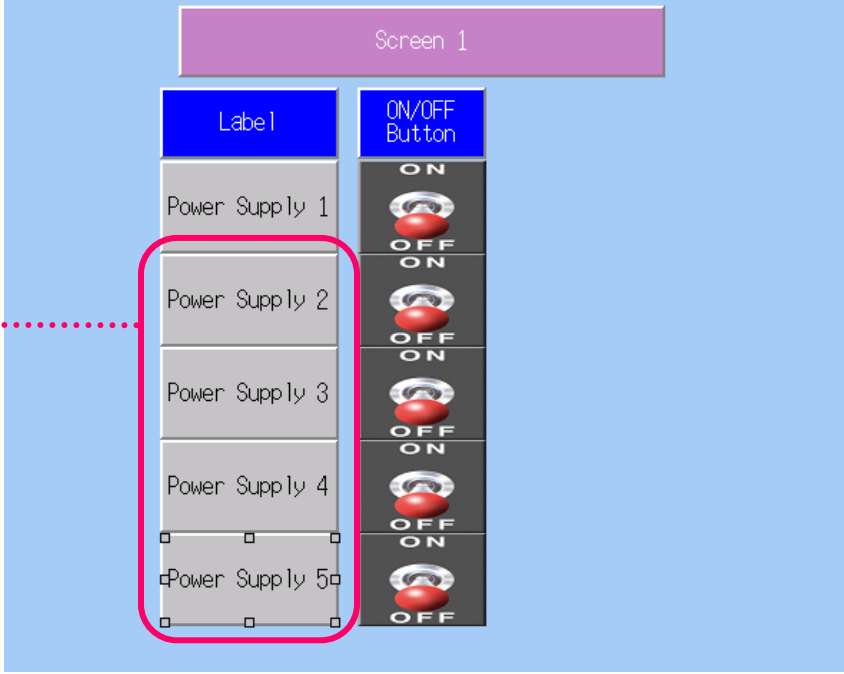 Screen 1
Label
ON/OFF
Button
Power Supply 1
ON
OFF
Power Supply 2
ON
OFF
Power Supply 3
ON
OFF
Power Supply 4
ON
OFF
Power Supply 5
ON
OFF